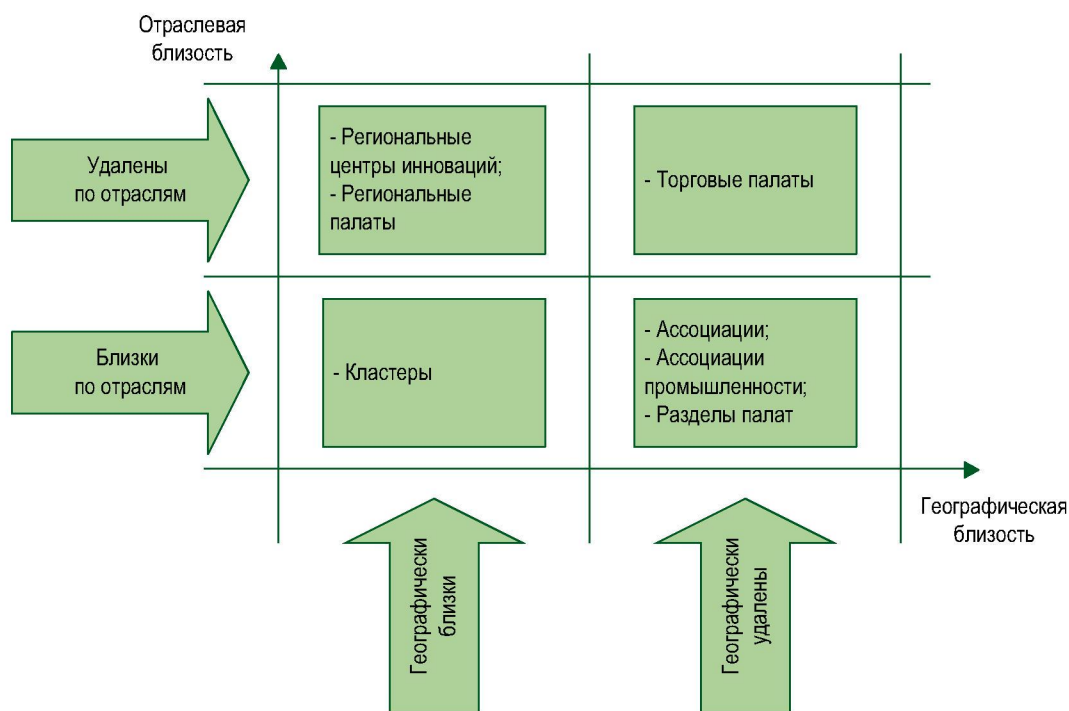 Отраслевая
близость
Удалены
по отраслям
- Региональные
центры инноваций;
- Региональные
палаты
- Торговые палаты
Близки
по отраслям
- Кластеры
- Ассоциации;
- Ассоциации
промышленности;
- Разделы палат
Географическая
близость
Географически
близки
Географически
удалены